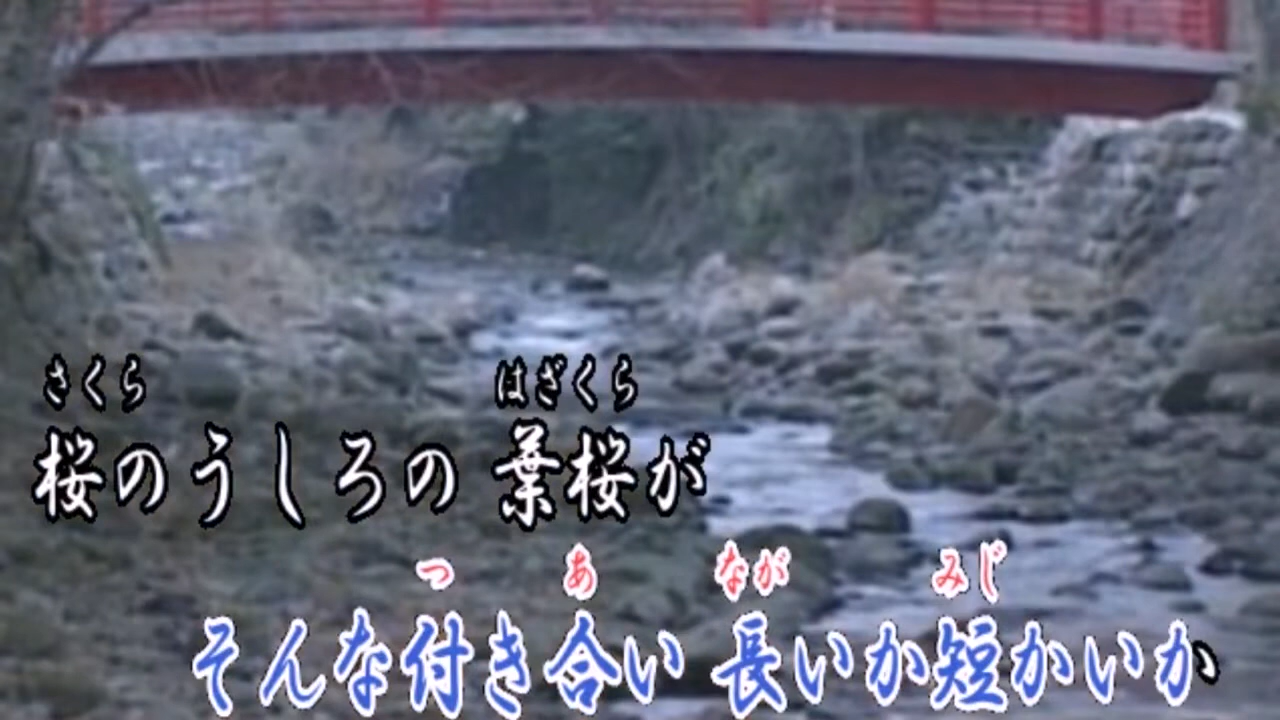 さくら はざくら
桜のうしろの 葉桜が
つ あ なが みじ
そんな付き合い 長いか短かいか